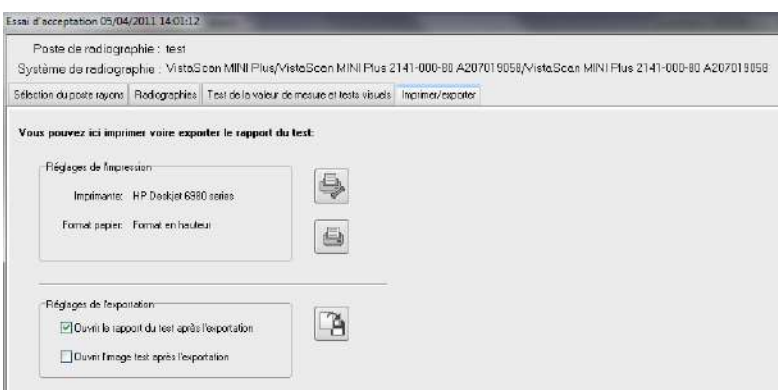 Essai d'acceptation 05/04/2011 14:01:12
Poste de radiographie : test
Système de radiographie : VistaScan MINI Plus/VistaScan MINI Plus 2141-000-80 A207019058/VistaScan MINI Plus 2141-000-80 A207019058
Sélection du poste rayons Radiographies Test de la valeur de mesure et tests visuels Imprimer/exporter
Vous pouvez ici imprimer voire exporter le rapport du test:
Réglages de l'impression
Imprimante: HP Deskjet 6980 series
Format papier: Format en hauteur
Réglages de l'exportation
Ouvrir le rapport du test après l'exportation
Ouvrir l'image test après l'exportation